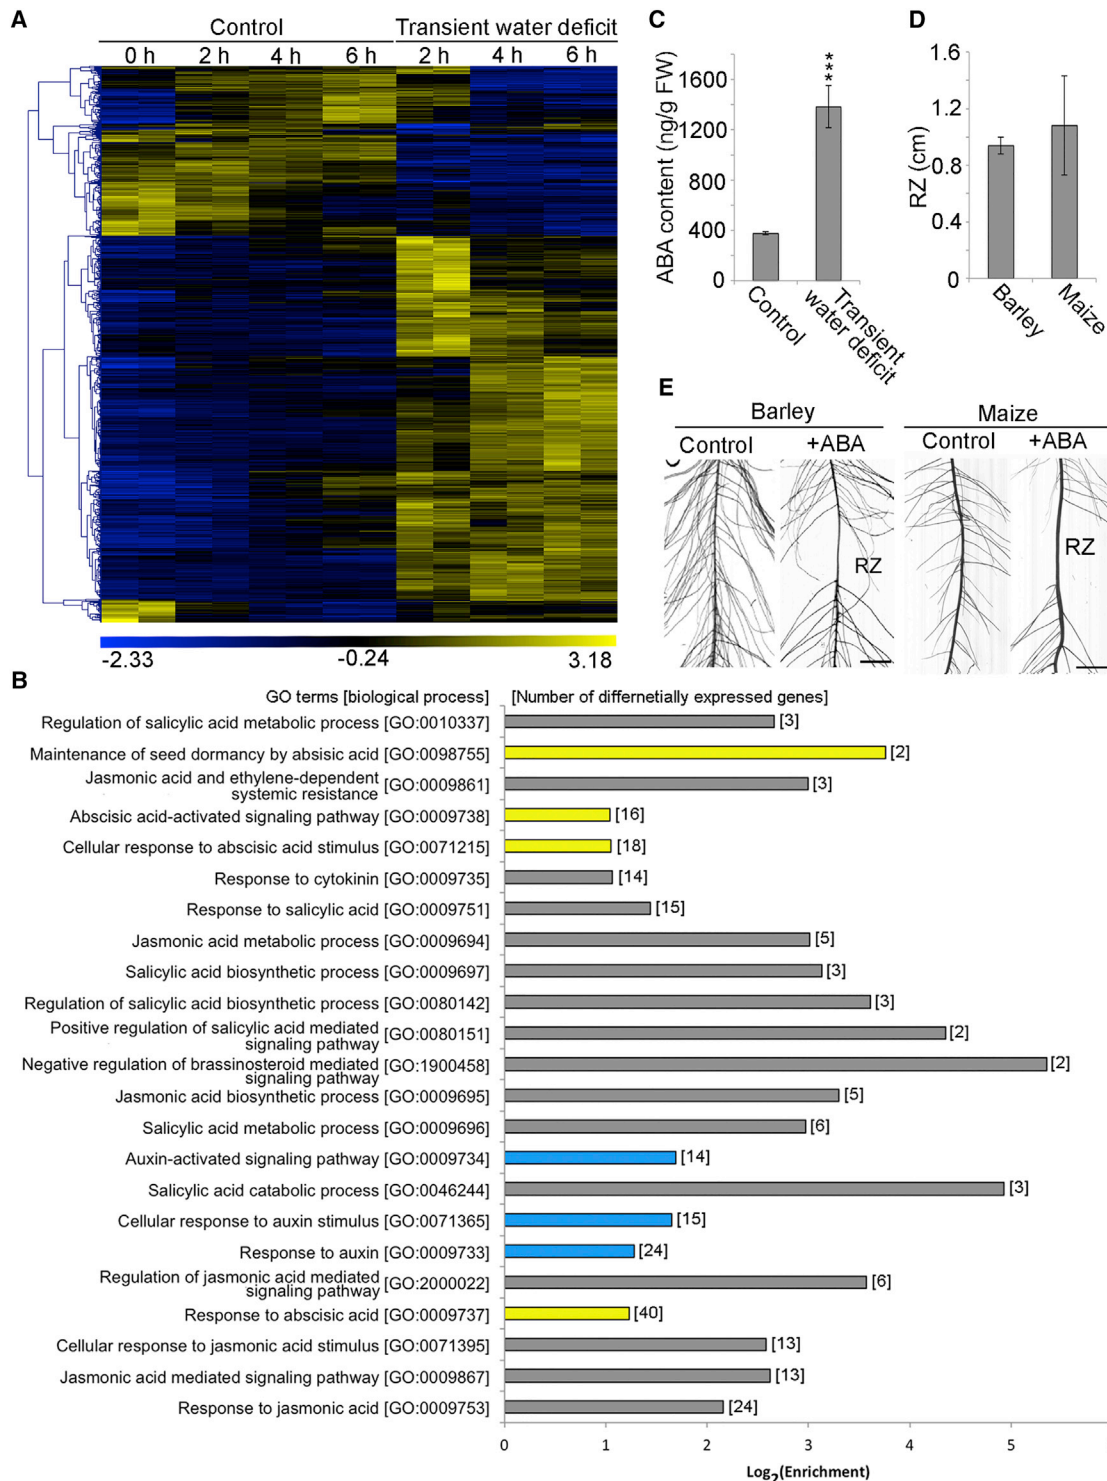 A
Control
Transient water deficit
0 h 2 h 4 h 6 h 2 h 4 h 6 h
-2.33 -0.24 3.18
C
ABA content (ng/g FW)
1600
1200
800
400
0
***
Control
Transient
water deficit
D
RZ (cm)
1.6
1.2
0.8
0.4
0
Barley
Maize
E
Barley Maize
Control +ABA Control +ABA
RZ RZ
B
GO terms [biological process] [Number of differnetially expressed genes]
Regulation of salicylic acid metabolic process [GO:0010337] [3]
Maintenance of seed dormancy by absisic acid [GO:0098755] [2]
Jasmonic acid and ethylene-dependent
systemic resistance [GO:0009861] [3]
Abscisic acid-activated signaling pathway [GO:0009738] [16]
Cellular response to abscisic acid stimulus [GO:0071215] [18]
Response to cytokinin [GO:0009735] [14]
Response to salicylic acid [GO:0009751] [15]
Jasmonic acid metabolic process [GO:0009694] [5]
Salicylic acid biosynthetic process [GO:0009697] [3]
Regulation of salicylic acid biosynthetic process [GO:0080142] [3]
Positive regulation of salicylic acid mediated
signaling pathway [GO:0080151] [2]
Negative regulation of brassinosteroid mediated
signaling pathway [GO:1900458] [2]
Jasmonic acid biosynthetic process [GO:0009695] [5]
Salicylic acid metabolic process [GO:0009696] [6]
Auxin-activated signaling pathway [GO:0009734] [14]
Salicylic acid catabolic process [GO:0046244] [3]
Cellular response to auxin stimulus [GO:0071365] [15]
Response to auxin [GO:0009733] [24]
Regulation of jasmonic acid mediated
signaling pathway [GO:2000022] [6]
Response to abscisic acid [GO:0009737] [40]
Cellular response to jasmonic acid stimulus [GO:0071395] [13]
Jasmonic acid mediated signaling pathway [GO:0009867] [13]
Response to jasmonic acid [GO:0009753] [24]
0 1 2 3 4 5
Log2(Enrichment)